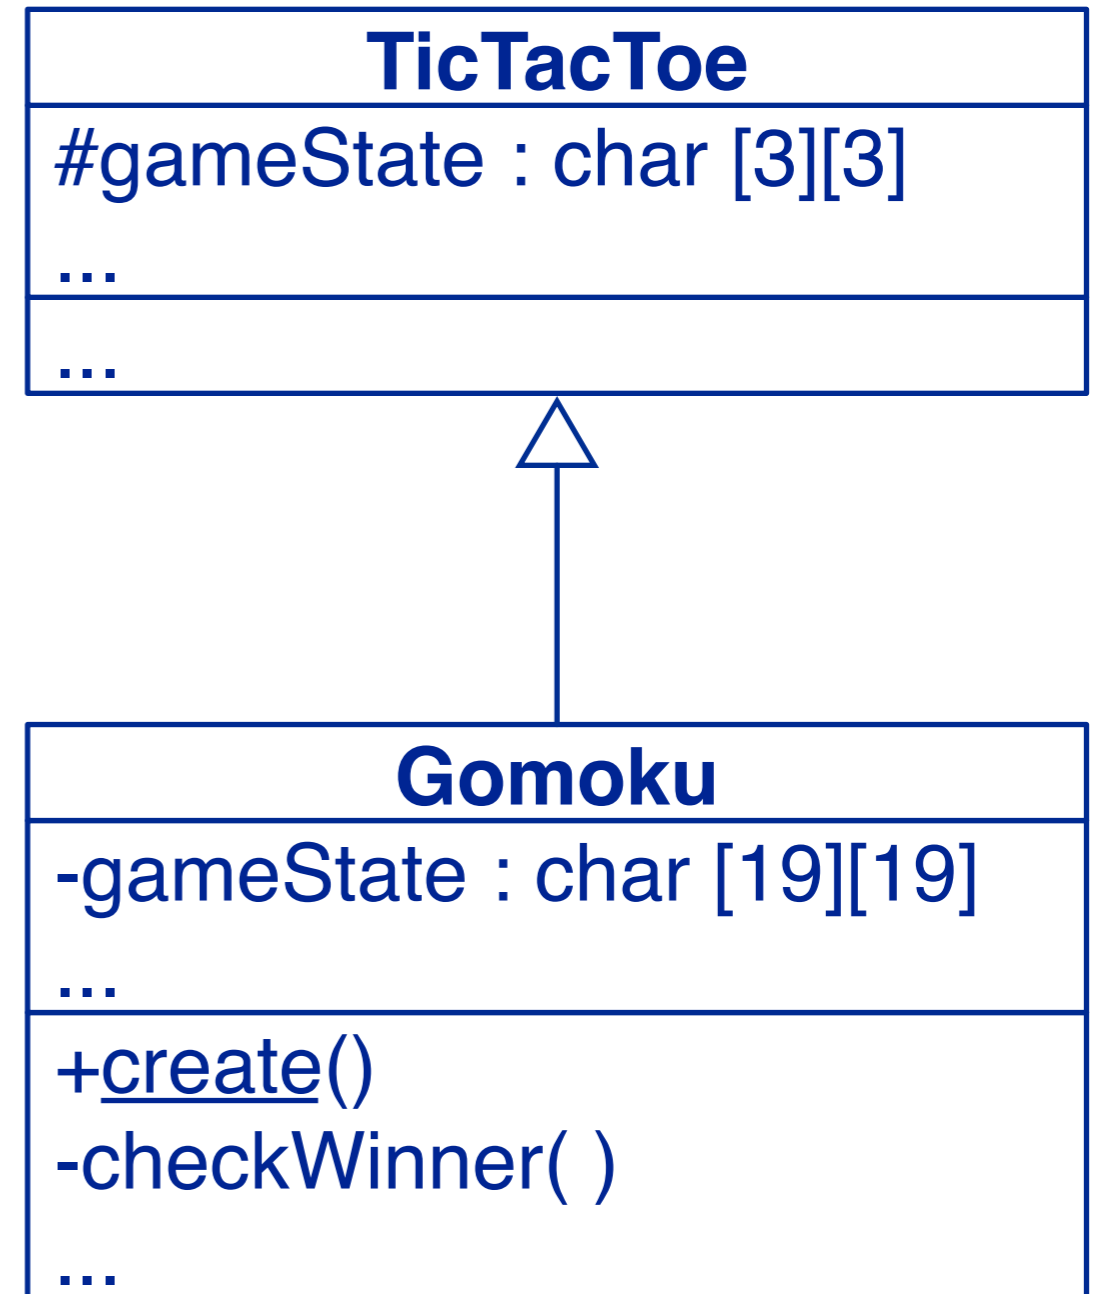 TicTacToe
#gameState : char [3][3]
...
...
Gomoku
-gameState : char [19][19]
...
+create()
-checkWinner( )
...